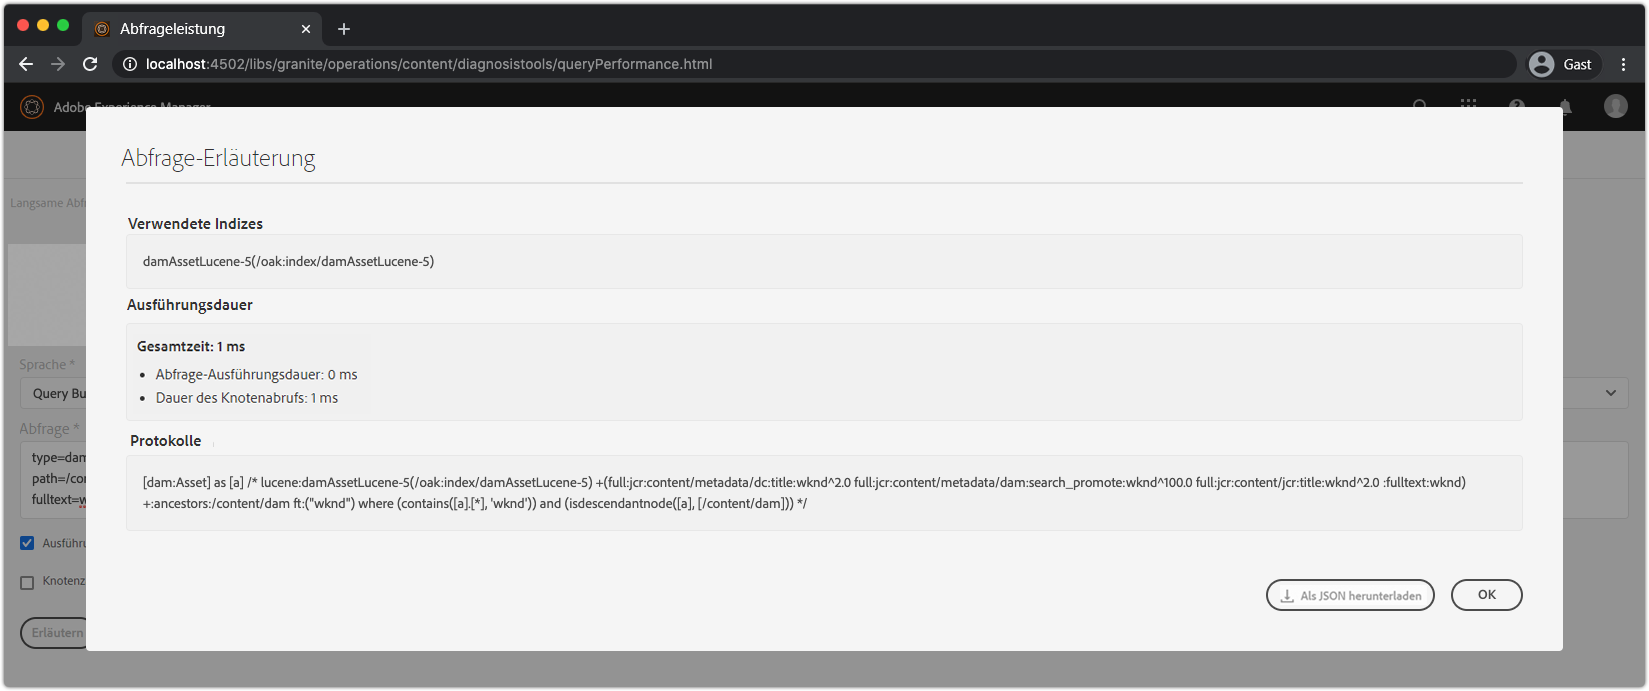 Abfrageleistung
localhost:4502/libs/granite/operations/content/diagnosistools/queryPerformance.html
Gast
Adobe Experience Manager
Abfrage-Erläuterung
Langsame
Verwendete Indizes
damAssetLucene-5(/oak:index/damAssetLucene-5)
Ausführungsdauer
Gesamtzeit: 1 ms
• Abfrage-Ausführungsdauer: 0 ms
• Dauer des Knotenabrufs: 1 ms
Sprache *
Query Bu
Abfrage *
type=dam
path=/con
fulltext=w
Protokolle
[dam:Asset] as [a] /* lucene:damAssetLucene-5(/oak:index/damAssetLucene-5) +(full:jcr:content/metadata/dc:title:wknd^2.0 full:jcr:content/metadata/dam:search_promote:wknd^100.0 full:jcr:content/jcr:title:wknd^2.0 :fulltext:wknd)
+:ancestors:/content/dam ft:("wknd") where (contains([a].[*], 'wknd')) and (isdescendantnode([a], [/content/dam])) */
Ausführu
Knotenz
Erläutern
Als JSON herunterladen
OK